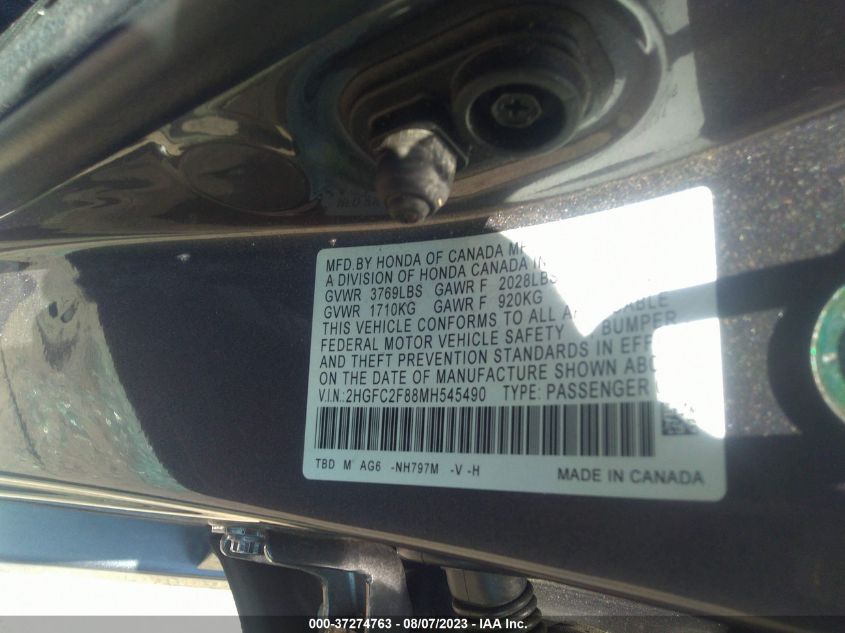 MFD.BY HONDA OF CANADA
A DIVISION OF HONDA CANADA
GVWR 3769LBS GAWR F 2028LBS
GVWR 1710KG GAWR F 920KG
THIS VEHICLE CONFORMS TO ALL
FEDERAL MOTOR VEHICLE SAFETY BUMPER
AND THEFT PREVENTION STANDARDS IN
ON THE DATE OF MANUFACTURE SHOWN
V.I.N.:2HGFC2F88MH545490 TYPE: PASSENGER
TBD M AG6 -NH797M -V -H MADE IN CANADA
000-37274763 — 08/07/2023 — IAA Inc.